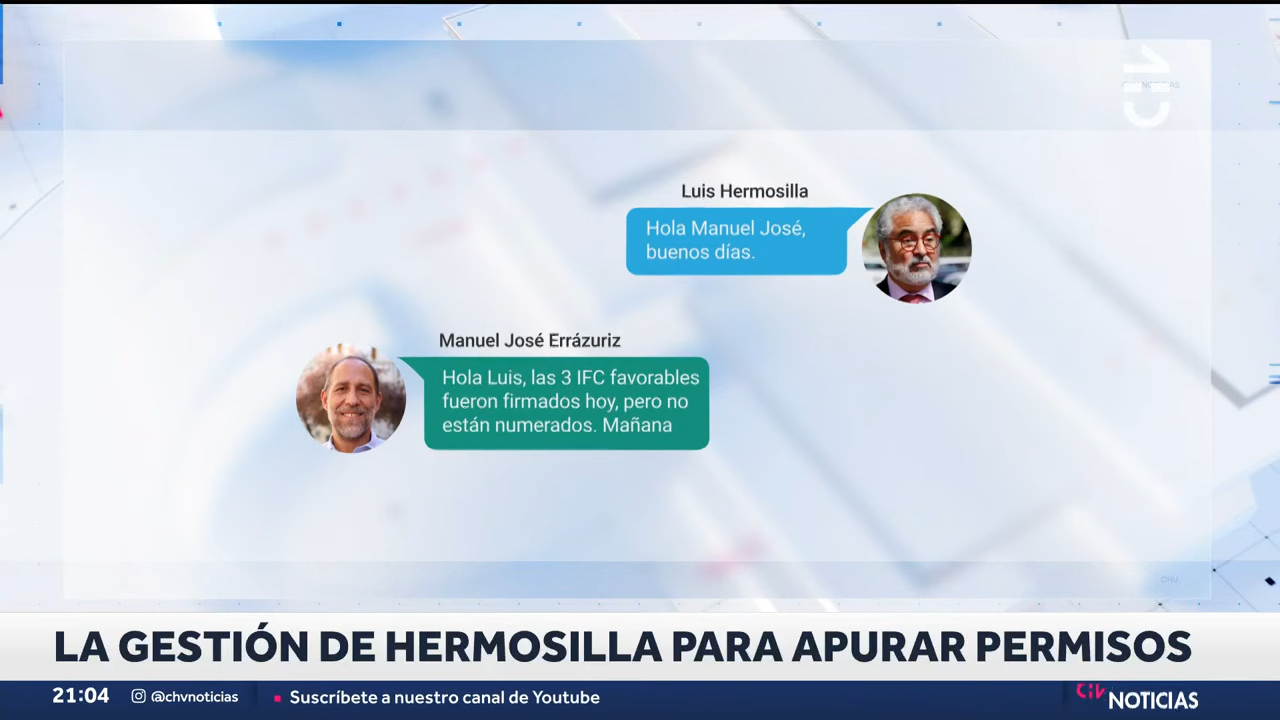 Luis Hermosilla
Hola Manuel José,
buenos días.
Manuel José Errázuriz
Hola Luis, las 3 IFC favorables
fueron firmados hoy, pero no
están numerados. Mañana
LA GESTIÓN DE HERMOSILLA PARA APURAR PERMISOS
21:04 @chvnoticias Suscríbete a nuestro canal de Youtube CHV NOTICIAS